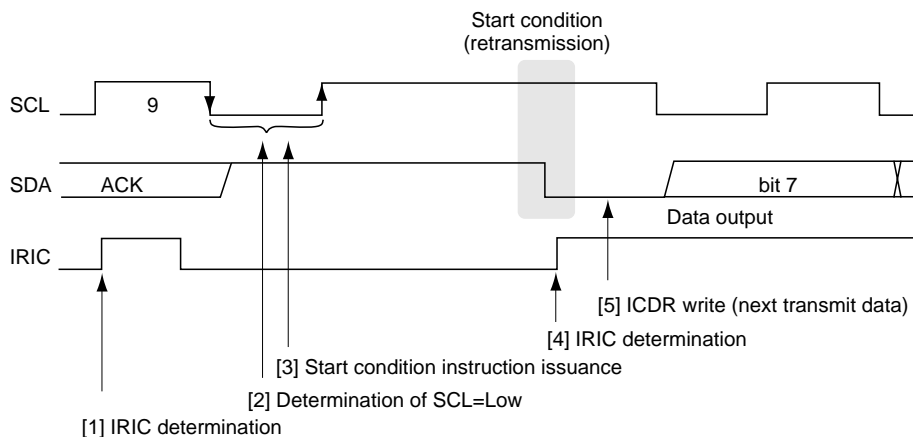 Start condition
(retransmission)
SCL
9
SDA
ACK
bit 7
Data output
IRIC
[5] ICDR write (next transmit data)
[4] IRIC determination
[3] Start condition instruction issuance
[2] Determination of SCL=Low
[1] IRIC determination